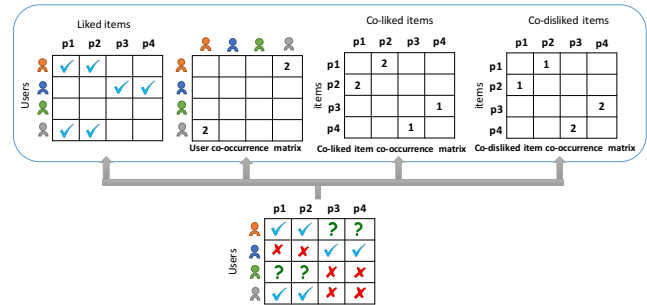 Liked items
p1 p2 p3 p4
Users
2
2
User co-occurrence matrix
Co-liked items
p1 p2 p3 p4
items
p1 2
p2 2
p3 1
p4 1
Co-liked item co-occurrence matrix
Co-disliked items
p1 p2 p3 p4
items
p1 1
p2 1
p3 2
p4 2
Co-disliked item co-occurrence matrix
p1 p2 p3 p4
Users
? ?
? ?